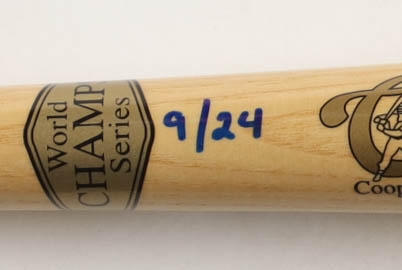 World
CHAMP
Series
9/24
Coop